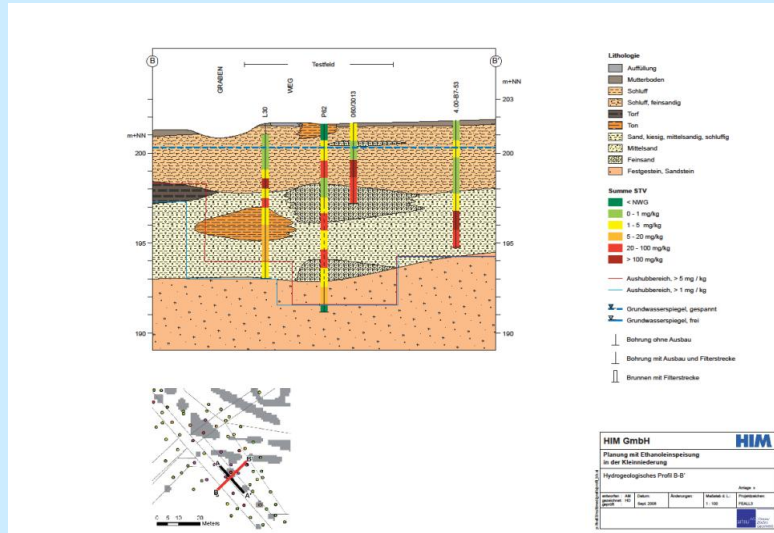 B
B'
Testfeld
GRABEN
WEG
L30
P62
060/3013
4.00-B7-53
m+NN
m+NN
203
200
200
195
195
190
190
Lithologie
Auffüllung
Mutterboden
Schluff
Schluff, feinsandig
Torf
Ton
Sand, kiesig, mittelsandig, schluffig
Mittelsand
Feinsand
Festgestein, Sandstein
Summe STV
< NWG
0 - 1 mg/kg
1 - 5 mg/kg
5 - 20 mg/kg
20 - 100 mg/kg
> 100 mg/kg
Aushubbereich, > 5 mg / kg
Aushubbereich, > 1 mg / kg
Grundwasserspiegel, gespannt
Grundwasserspiegel, frei
Bohrung ohne Ausbau
Bohrung mit Ausbau und Filterstrecke
Brunnen mit Filterstrecke
A
B'
B
A'
Meters
HIM GmbH
HIM
Planung mit Ethanoleinspeisung
in der Kleinniederung
Hydrogeologisches Profil B-B'
Datum
Änderungen
Sept. 2008
1 : 100